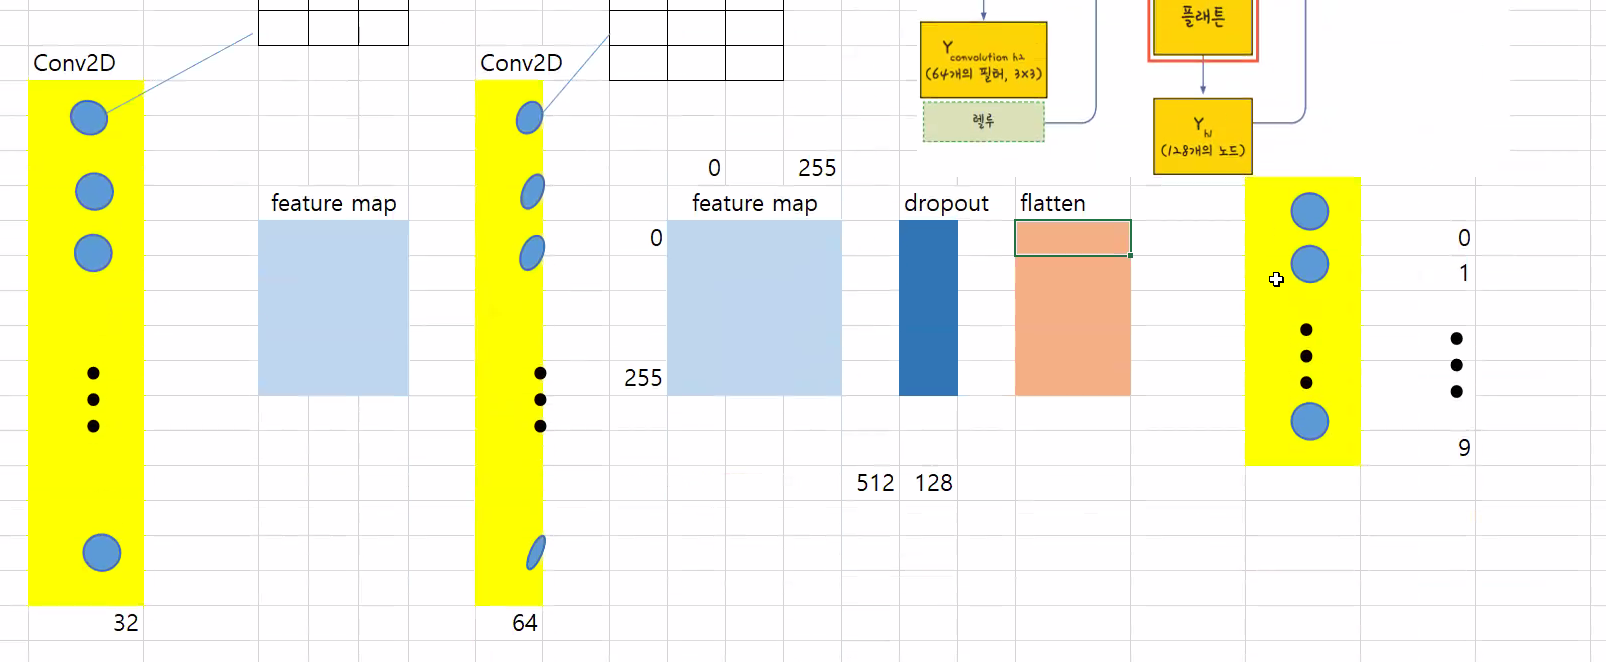 플래튼
Conv2D
Conv2D
Y convolution h2
(64개의 필터, 3x3)
렐루
Y h1
(128개의 노드)
0 255
feature map
feature map
dropout
flatten
0
0
1
255
9
512 128
32
64